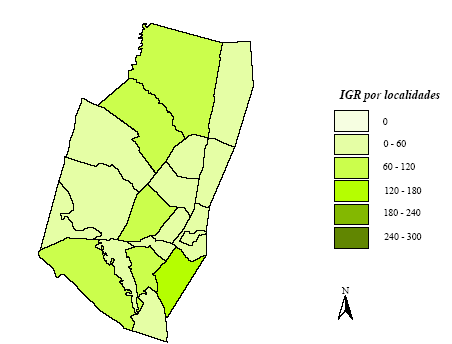 IGR por localidades
0
0 - 60
60 - 120
120 - 180
180 - 240
240 - 300
N